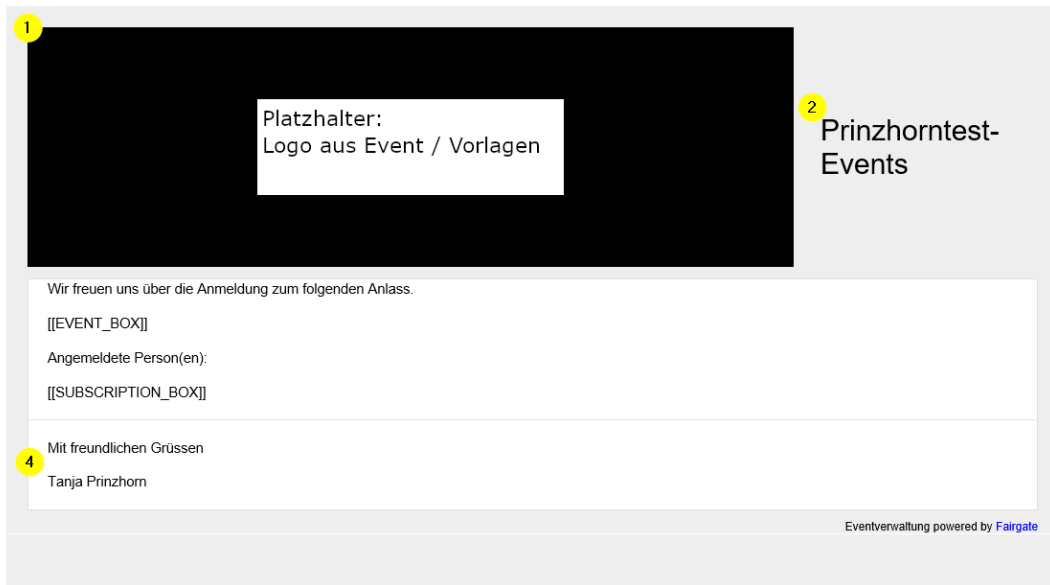 1
Platzhalter:
Logo aus Event / Vorlagen
2
Prinzhorntest-
Events
Wir freuen uns über die Anmeldung zum folgenden Anlass.
[[EVENT_BOX]]
Angemeldete Person(en):
[[SUBSCRIPTION_BOX]]
Mit freundlichen Grüssen
4
Tanja Prinzhorn
Eventverwaltung powered by Fairgate